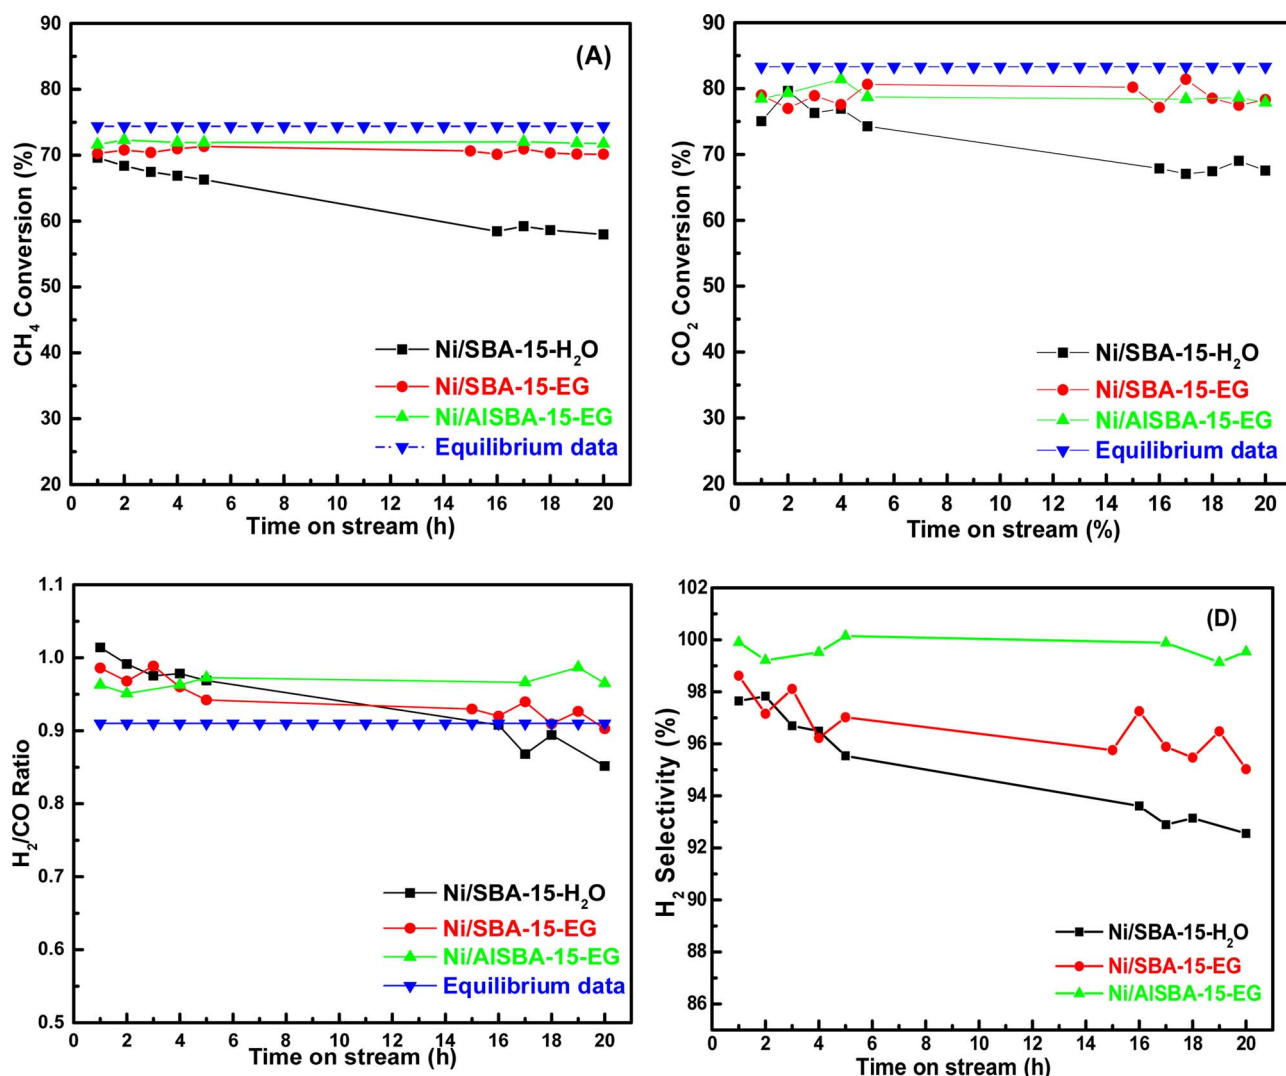 90
80
70
60
50
40
30
20
CH4 Conversion (%)
(A)
Ni/SBA-15-H2O
Ni/SBA-15-EG
Ni/AlSBA-15-EG
Equilibrium data
0 2 4 6 8 10 12 14 16 18 20
Time on stream (h)
90
80
70
60
50
40
30
20
CO2 Conversion (%)
Ni/SBA-15-H2O
Ni/SBA-15-EG
Ni/AlSBA-15-EG
Equilibrium data
0 2 4 6 8 10 12 14 16 18 20
Time on stream (%)
1.1
1.0
0.9
0.8
0.7
0.6
0.5
H2/CO Ratio
Ni/SBA-15-H2O
Ni/SBA-15-EG
Ni/AlSBA-15-EG
Equilibrium data
0 2 4 6 8 10 12 14 16 18 20
Time on stream (h)
102
100
98
96
94
92
90
88
86
H2 Selectivity (%)
(D)
Ni/SBA-15-H2O
Ni/SBA-15-EG
Ni/AlSBA-15-EG
0 2 4 6 8 10 12 14 16 18 20
Time on stream (h)